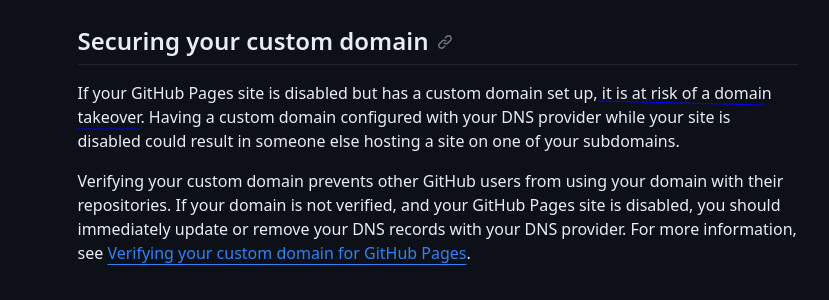 Securing your custom domain
If your GitHub Pages site is disabled but has a custom domain set up, it is at risk of a domain
takeover. Having a custom domain configured with your DNS provider while your site is
disabled could result in someone else hosting a site on one of your subdomains.
Verifying your custom domain prevents other GitHub users from using your domain with their
repositories. If your domain is not verified, and your GitHub Pages site is disabled, you should
immediately update or remove your DNS records with your DNS provider. For more information,
see Verifying your custom domain for GitHub Pages.